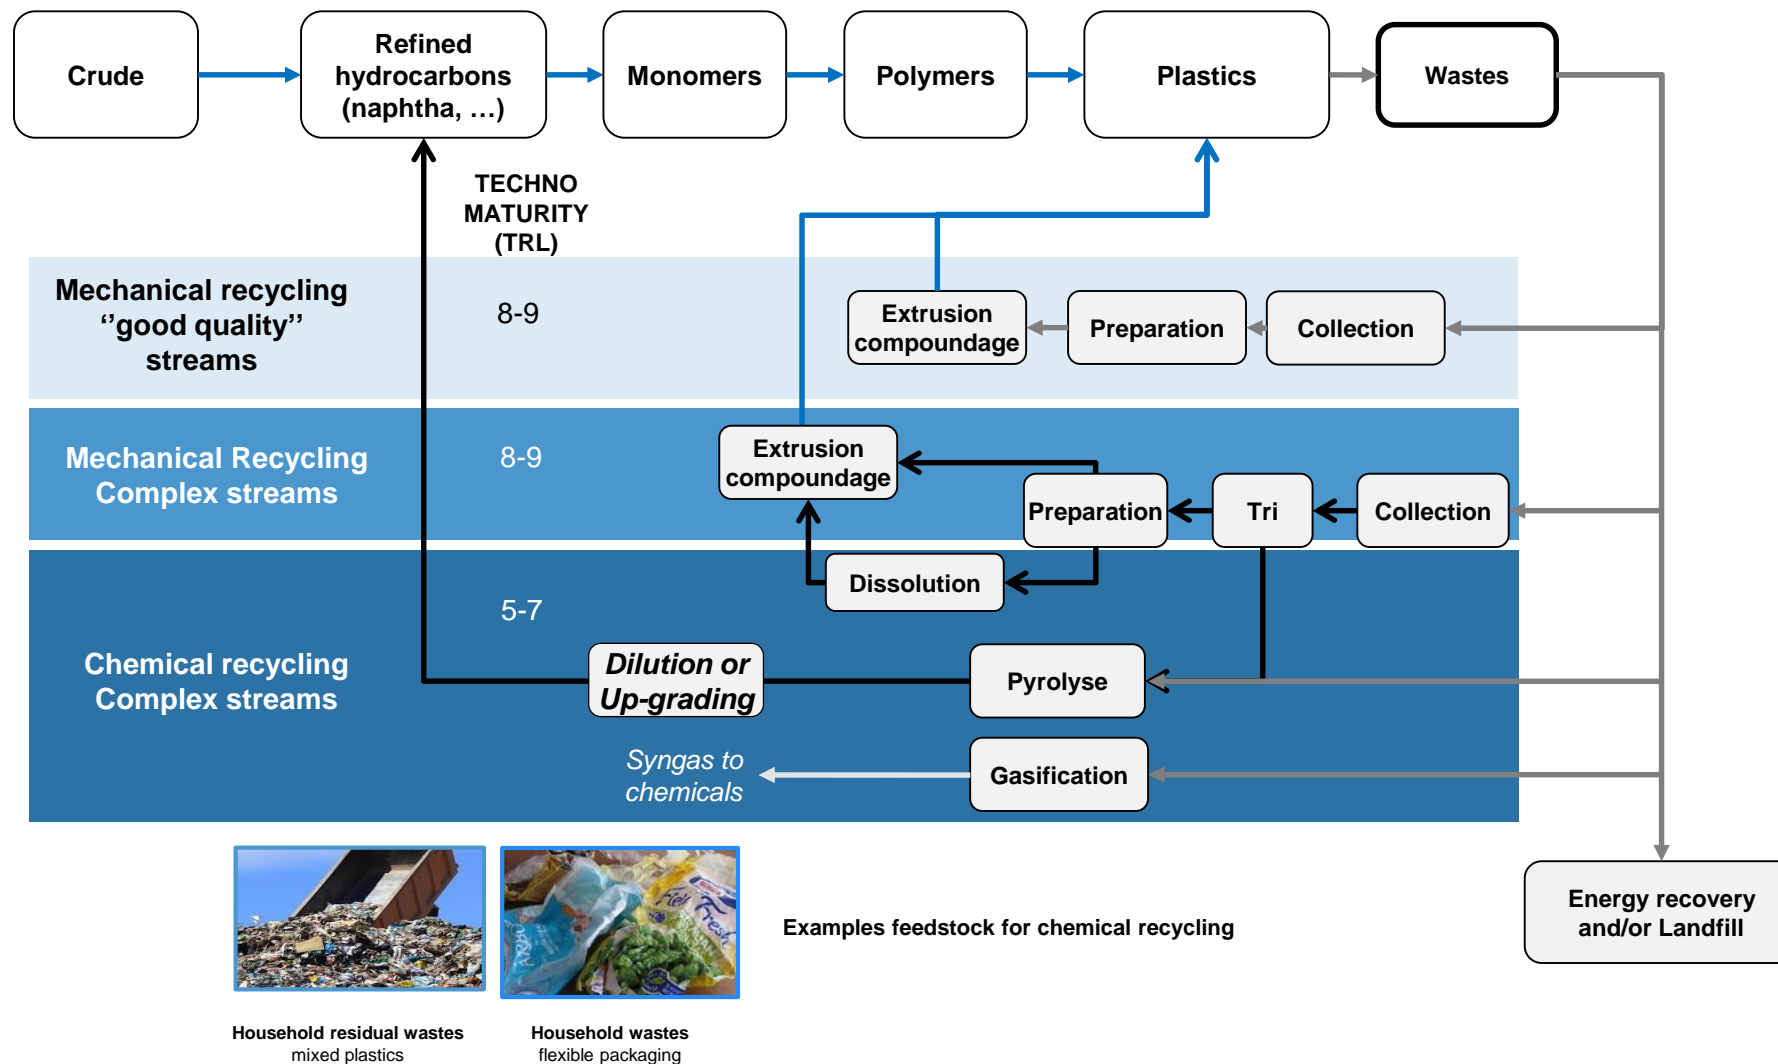 Crude
Refined
hydrocarbons
(naphtha, …)
Monomers
Polymers
Plastics
Wastes
TECHNO
MATURITY
(TRL)
Mechanical recycling
‘’good quality’’
streams
8-9
Extrusion
compoundage
Preparation
Collection
Mechanical Recycling
Complex streams
8-9
Extrusion
compoundage
Preparation
Tri
Collection
Dissolution
5-7
Chemical recycling
Complex streams
Dilution or
Up-grading
Pyrolyse
Syngas to
chemicals
Gasification
Energy recovery
and/or Landfill
Fresh
Examples feedstock for chemical recycling
Household residual wastes
mixed plastics
Household wastes
flexible packaging